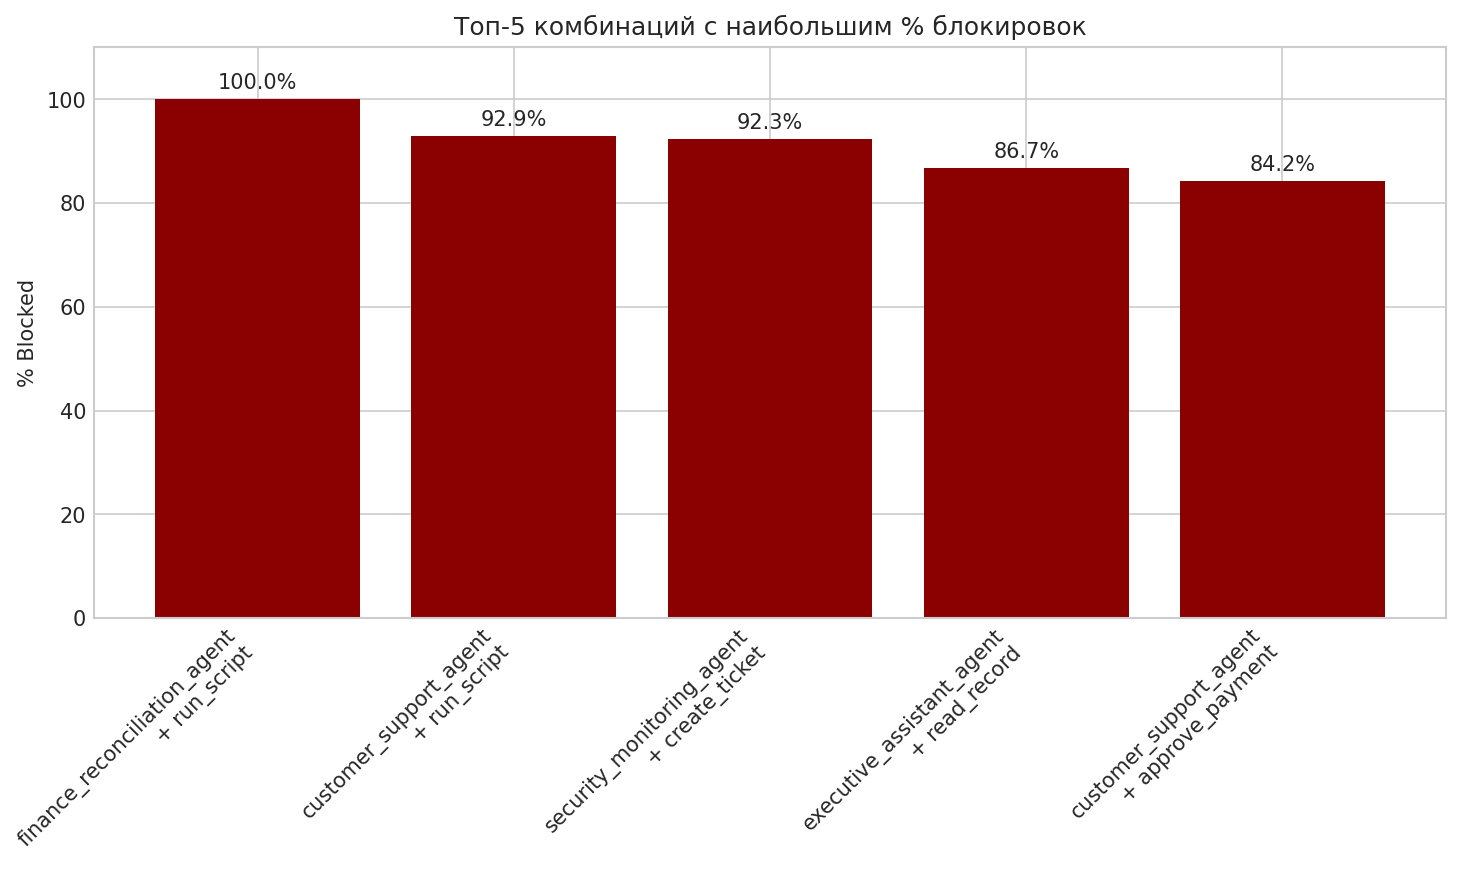 Топ-5 комбинаций с наибольшим % блокировок
% Blocked
100
80
60
40
20
0
100.0%
92.9%
92.3%
86.7%
84.2%
finance_reconciliation_agent
+ run_script
customer_support_agent
+ run_script
security_monitoring_agent
+ create_ticket
executive_assistant_agent
+ read_record
customer_support_agent
+ approve_payment